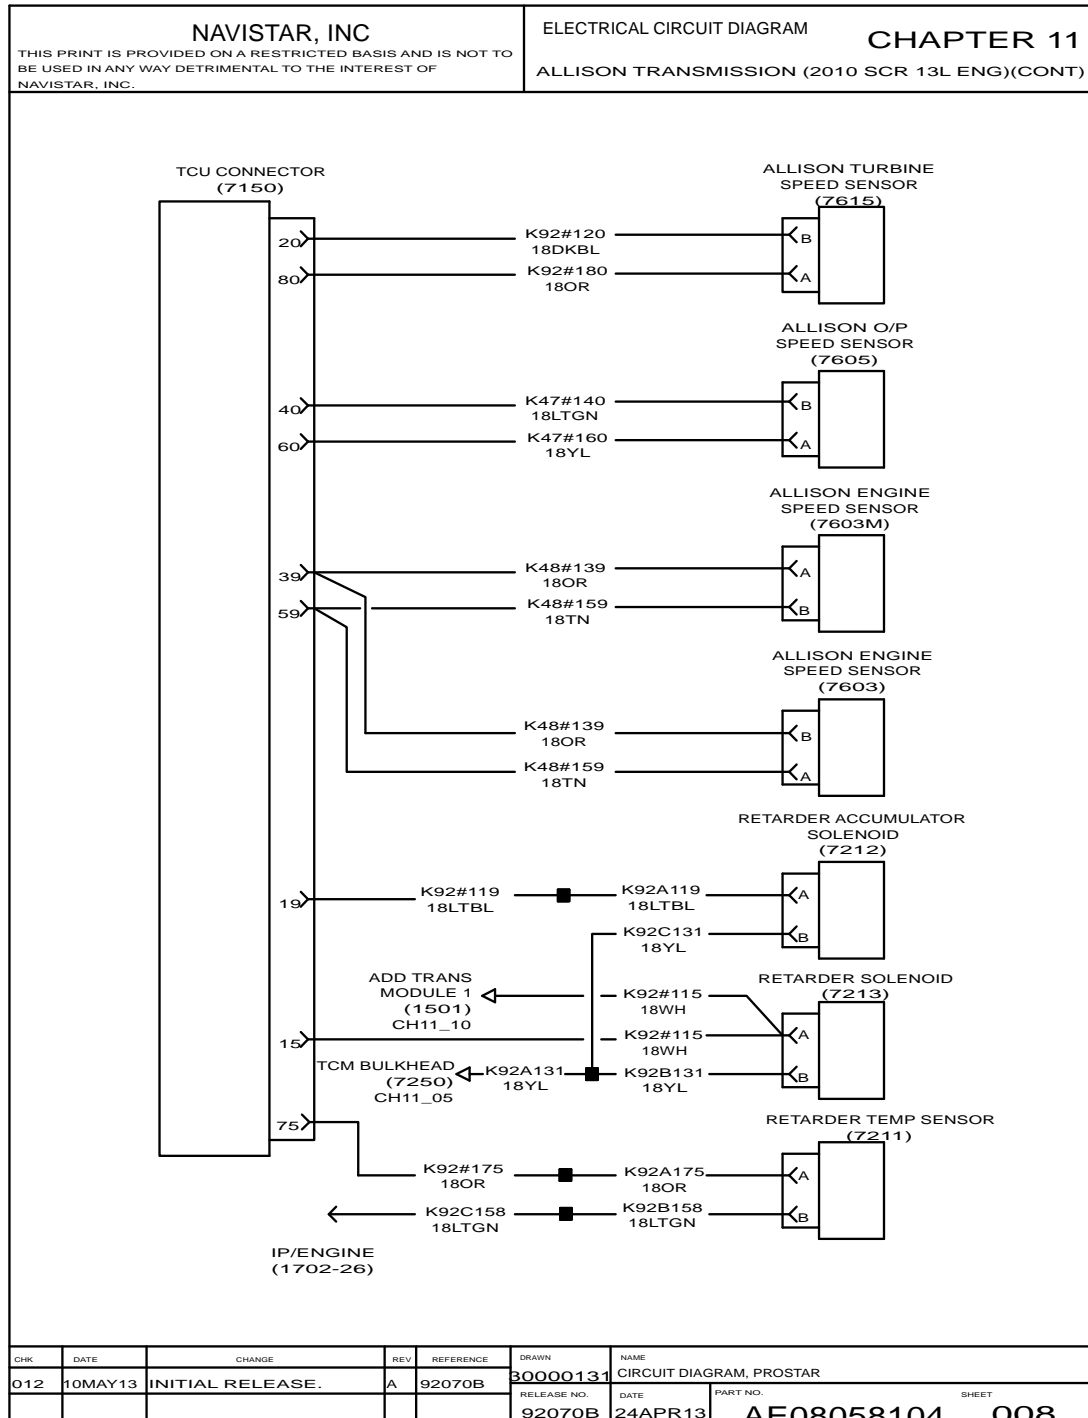 NAVISTAR, INC
THIS PRINT IS PROVIDED ON A RESTRICTED BASIS AND IS NOT TO
BE USED IN ANY WAY DETRIMENTAL TO THE INTEREST OF
NAVISTAR, INC.
ELECTRICAL CIRCUIT DIAGRAM
CHAPTER 11
ALLISON TRANSMISSION (2010 SCR 13L ENG)(CONT)
TCU CONNECTOR
(7150)
ALLISON TURBINE
SPEED SENSOR
(7615)
20
K92#120
18DKBL
B
80
K92#180
18OR
A
ALLISON O/P
SPEED SENSOR
(7605)
40
K47#140
18LTGN
B
60
K47#160
18YL
A
ALLISON ENGINE
SPEED SENSOR
(7603M)
39
K48#139
18OR
A
59
K48#159
18TN
B
ALLISON ENGINE
SPEED SENSOR
(7603)
K48#139
18OR
B
K48#159
18TN
A
RETARDER ACCUMULATOR
SOLENOID
(7212)
19
K92#119
18LTBL
K92A119
18LTBL
A
K92C131
18YL
B
ADD TRANS
MODULE 1
(1501)
CH11_10
RETARDER SOLENOID
(7213)
K92#115
18WH
15
K92#115
18WH
A
TCM BULKHEAD
(7250)
CH11_05
K92A131
18YL
K92B131
18YL
B
75
RETARDER TEMP SENSOR
(7211)
K92#175
18OR
K92A175
18OR
A
K92C158
18LTGN
K92B158
18LTGN
B
IP/ENGINE
(1702-26)
CHK DATE CHANGE REV REFERENCE
012 10MAY13 INITIAL RELEASE. A 92070B
DRAWN
30000131
NAME
CIRCUIT DIAGRAM, PROSTAR
RELEASE NO.
92070B
DATE
24APR13
PART NO.
AE08058104
SHEET
008